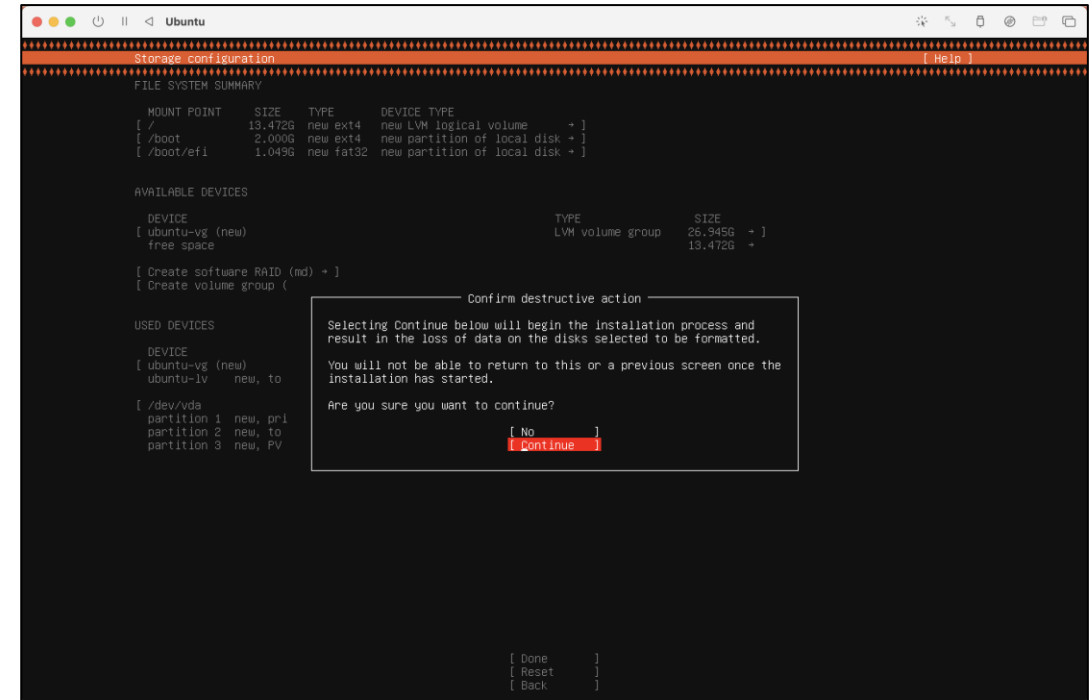 Ubuntu
Storage configuration [ Help ]
FILE SYSTEM SUMMARY
MOUNT POINT SIZE TYPE DEVICE TYPE
[ / 13.472G new ext4 new LVM logical volume → ]
[ /boot 2.000G new ext4 new partition of local disk → ]
[ /boot/efi 1.049G new fat32 new partition of local disk → ]
AVAILABLE DEVICES
DEVICE TYPE SIZE
[ ubuntu-vg (new) LVM volume group 26.945G → ]
free space 13.472G →
[ Create software RAID (md) → ]
[ Create volume group (
USED DEVICES
DEVICE
[ ubuntu-vg (new)
ubuntu-lv new, to
[ /dev/vda
partition 1 new, pri
partition 2 new, to
partition 3 new, PV
Confirm destructive action
Selecting Continue below will begin the installation process and
result in the loss of data on the disks selected to be formatted.
You will not be able to return to this or a previous screen once the
installation has started.
Are you sure you want to continue?
[ No ]
[ Continue ]
[ Done ]
[ Reset ]
[ Back ]